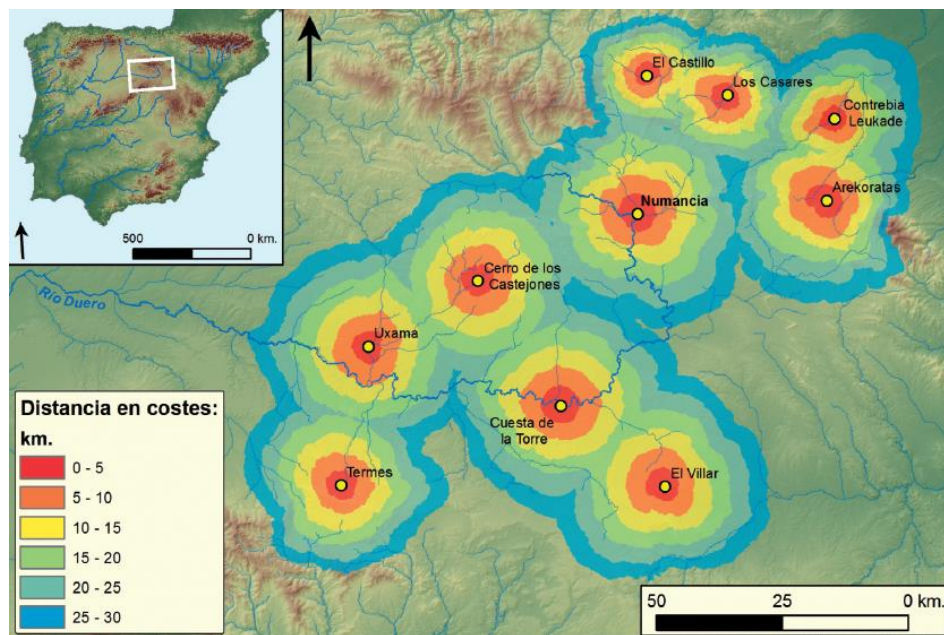 500
0 km.
El Castillo
Los Casares
Contrebia
Leukade
Arekoratas
Numancia
Cerro de los
Castejones
Río Duero
Uxama
Cuesta de
la Torre
Termes
El Villar
Distancia en costes:
km.
0 - 5
5 - 10
10 - 15
15 - 20
20 - 25
25 - 30
50
25
0 km.